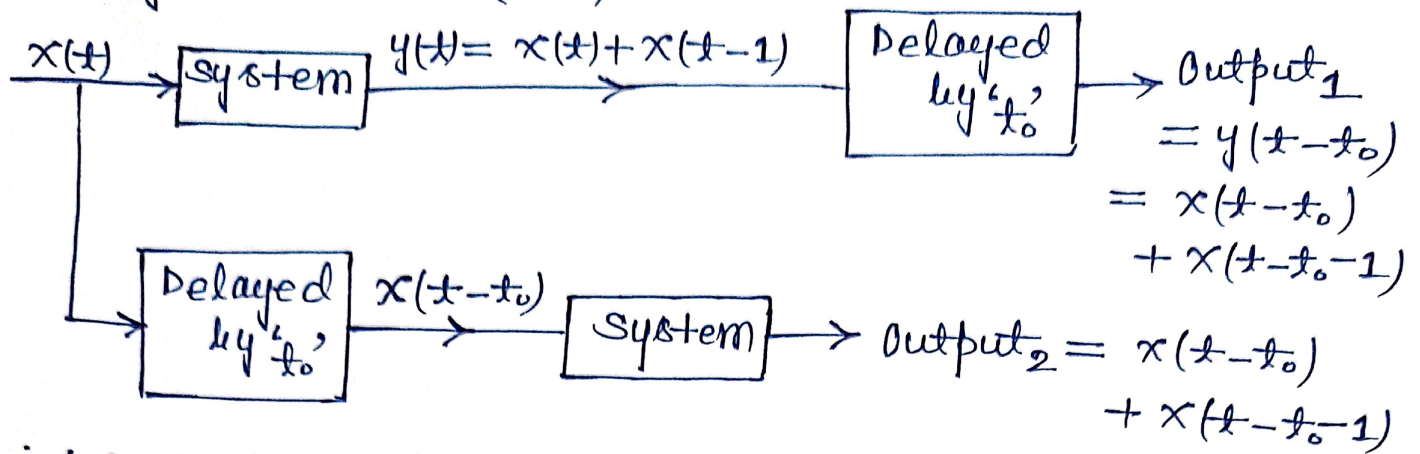 x(t)
System
y(t) = x(t) + x(t-1)
Delayed
by 't₀'
Output₁
= y(t-t₀)
= x(t-t₀)
+ x(t-t₀-1)
Delayed
by 't₀'
x(t-t₀)
System
Output₂ = x(t-t₀)
+ x(t-t₀-1)